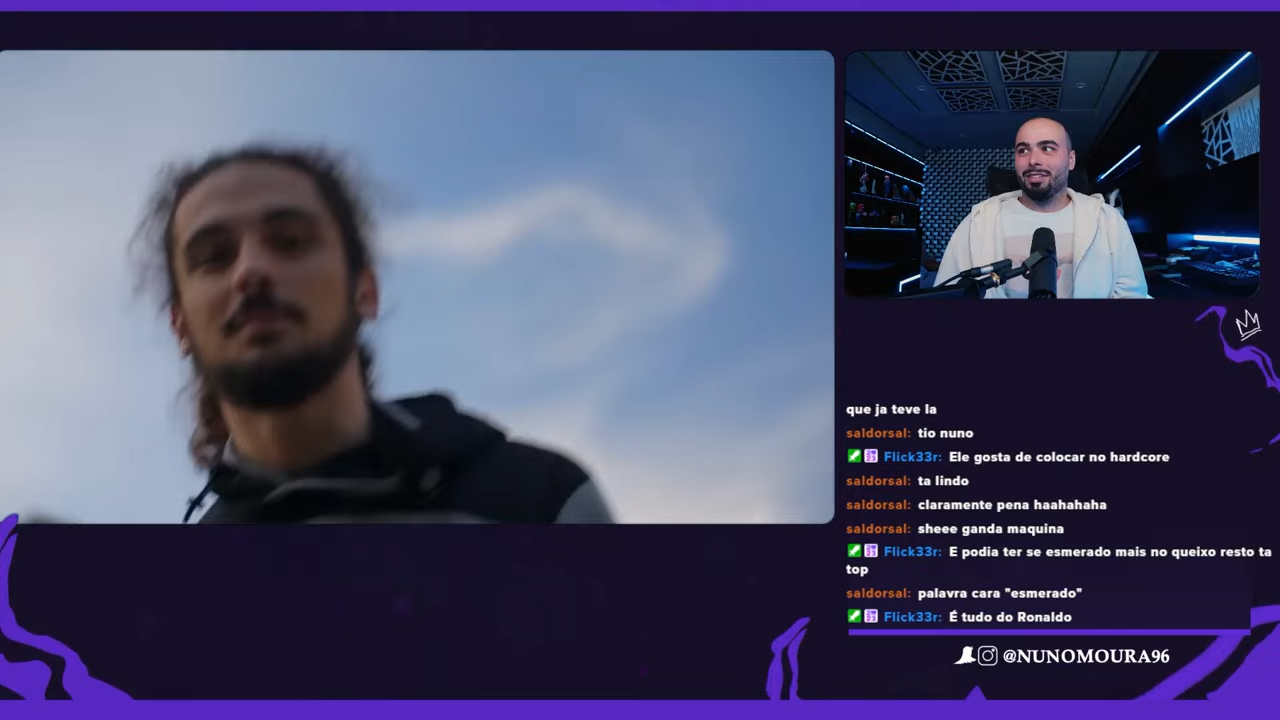 que ja teve la
saldorsal: tio nuno
Flick33r: Ele gosta de colocar no hardcore
saldorsal: ta lindo
saldorsal: claramente pena haahahaha
saldorsal: sheee ganda maquina
Flick33r: E podia ter se esmerado mais no queixo resto ta
top
saldorsal: palavra cara "esmerado"
Flick33r: É tudo do Ronaldo
@NUNOMOURA96